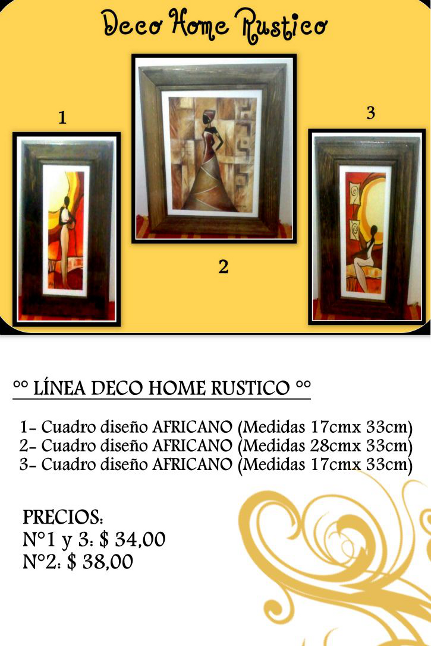 Deco Home Rustico
1
3
2
°° LÍNEA DECO HOME RUSTICO °°
1- Cuadro diseño AFRICANO (Medidas 17cmx 33cm)
2- Cuadro diseño AFRICANO (Medidas 28cmx 33cm)
3- Cuadro diseño AFRICANO (Medidas 17cmx 33cm)
PRECIOS:
N°1 y 3: $ 34,00
N°2: $ 38,00